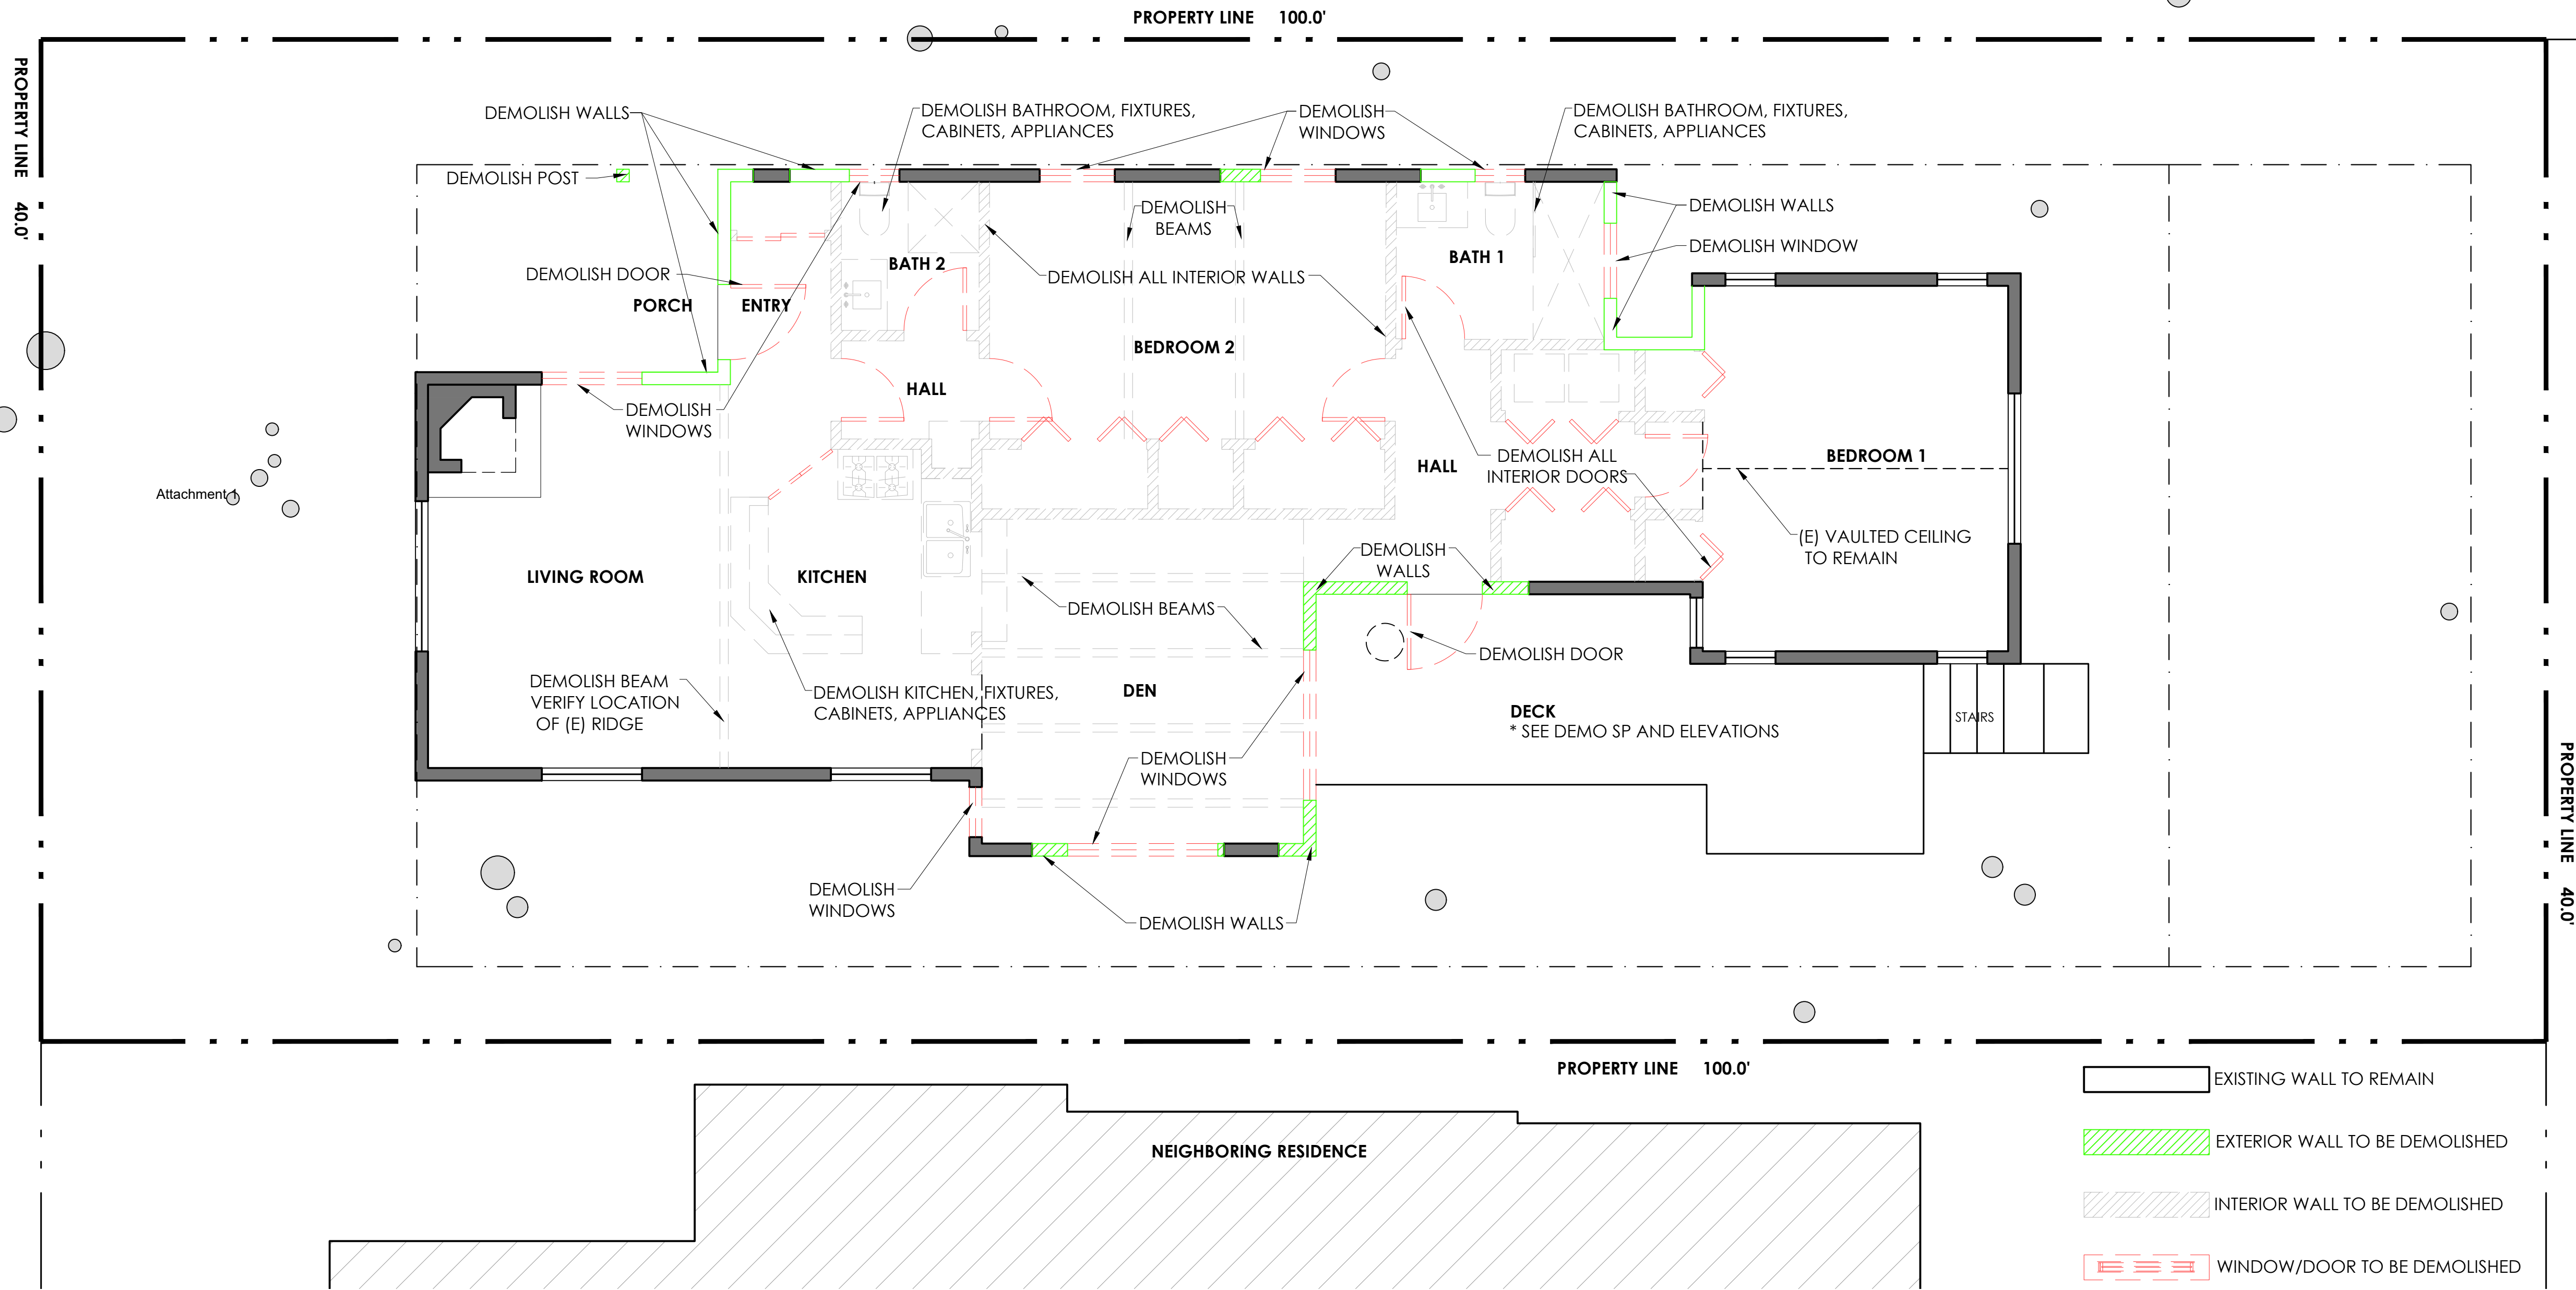 PROPERTY LINE 100.0'
PROPERTY LINE 40.0'
DEMOLISH WALLS
DEMOLISH BATHROOM, FIXTURES,
CABINETS, APPLIANCES
DEMOLISH
WINDOWS
DEMOLISH BATHROOM, FIXTURES,
CABINETS, APPLIANCES
DEMOLISH POST
DEMOLISH
BEAMS
DEMOLISH WALLS
DEMOLISH WINDOW
BATH 2
BATH 1
DEMOLISH DOOR
DEMOLISH ALL INTERIOR WALLS
PORCH
ENTRY
BEDROOM 2
HALL
DEMOLISH
WINDOWS
DEMOLISH ALL
INTERIOR DOORS
HALL
BEDROOM 1
Attachment 1
(E) VAULTED CEILING
TO REMAIN
DEMOLISH
WALLS
LIVING ROOM
KITCHEN
DEMOLISH BEAMS
DEMOLISH DOOR
DEMOLISH BEAM
VERIFY LOCATION
OF (E) RIDGE
DEMOLISH KITCHEN, FIXTURES,
CABINETS, APPLIANCES
DEN
DECK
* SEE DEMO SP AND ELEVATIONS
STAIRS
DEMOLISH
WINDOWS
PROPERTY LINE 40.0'
DEMOLISH
WINDOWS
DEMOLISH WALLS
PROPERTY LINE 100.0'
NEIGHBORING RESIDENCE
EXISTING WALL TO REMAIN
EXTERIOR WALL TO BE DEMOLISHED
INTERIOR WALL TO BE DEMOLISHED
WINDOW/DOOR TO BE DEMOLISHED